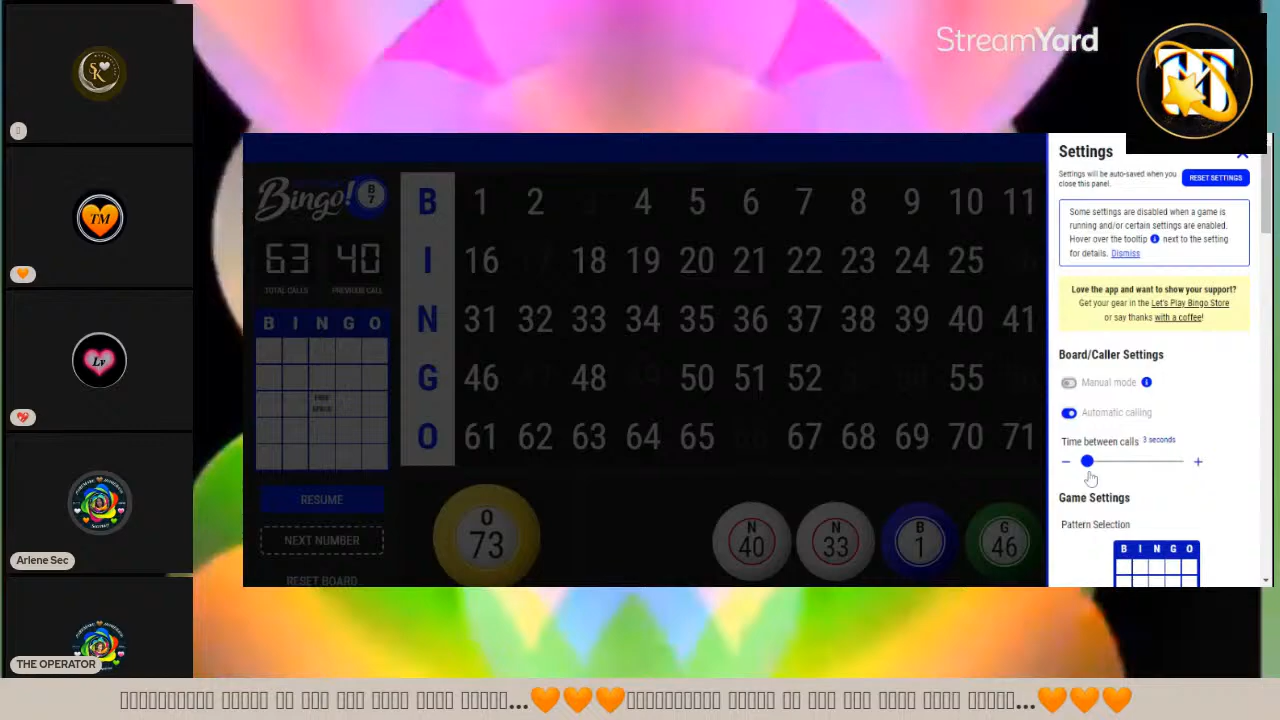 StreamYard
SK
TM
Lv
Arlene Sec
THE OPERATOR
Bingo!
B
7
63
40
TOTAL CALLS
PREVIOUS CALL
B I N G O
FREE
SPACE
RESUME
NEXT NUMBER
RESET BOARD
B 1 2 3 4 5 6 7 8 9 10 11
I 16 18 19 20 21 22 23 24 25
N 31 32 33 34 35 36 37 38 39 40 41
G 46 48 50 51 52 55
O 61 62 63 64 65 67 68 69 70 71
O
73
N
40
N
33
B
1
G
46
Settings
Settings will be auto-saved when you
close this panel.
RESET SETTINGS
Some settings are disabled when a game is
running and/or certain settings are enabled.
Hover over the tooltip i next to the setting
for details. Dismiss
Love the app and want to show your support?
Get your gear in the Let's Play Bingo Store
or say thanks with a coffee!
Board/Caller Settings
Manual mode i
Automatic calling
Time between calls 3 seconds
− +
Game Settings
Pattern Selection
B I N G O